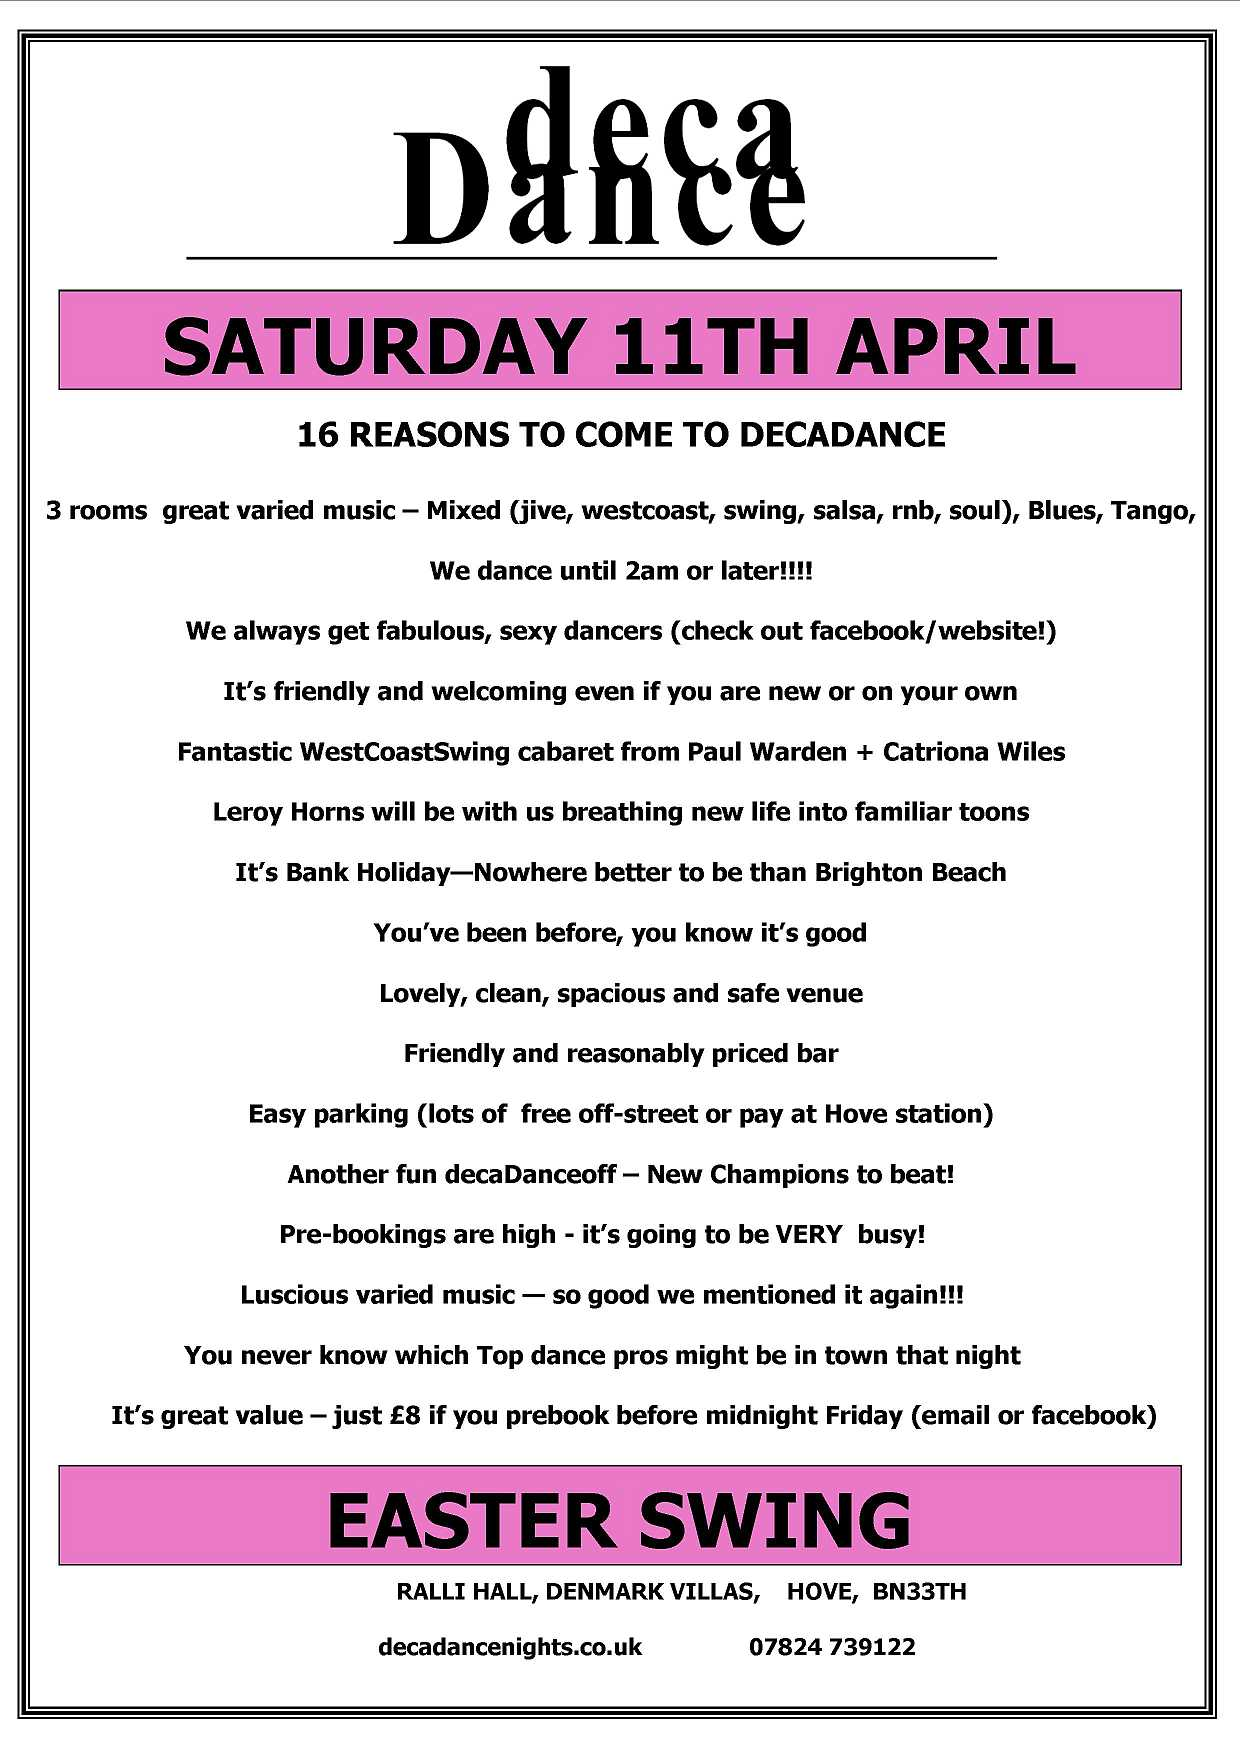 deca
Dance
SATURDAY 11TH APRIL
16 REASONS TO COME TO DECADANCE
3 rooms  great varied music – Mixed (jive, westcoast, swing, salsa, rnb, soul), Blues, Tango,
We dance until 2am or later!!!!
We always get fabulous, sexy dancers (check out facebook/website!)
It’s friendly and welcoming even if you are new or on your own
Fantastic WestCoastSwing cabaret from Paul Warden + Catriona Wiles
Leroy Horns will be with us breathing new life into familiar toons
It’s Bank Holiday—Nowhere better to be than Brighton Beach
You’ve been before, you know it’s good
Lovely, clean, spacious and safe venue
Friendly and reasonably priced bar
Easy parking (lots of  free off-street or pay at Hove station)
Another fun decaDanceoff – New Champions to beat!
Pre-bookings are high - it’s going to be VERY  busy!
Luscious varied music — so good we mentioned it again!!!
You never know which Top dance pros might be in town that night
It’s great value – just £8 if you prebook before midnight Friday (email or facebook)
EASTER SWING
RALLI HALL, DENMARK VILLAS,    HOVE,  BN33TH
decadancenights.co.uk    07824 739122